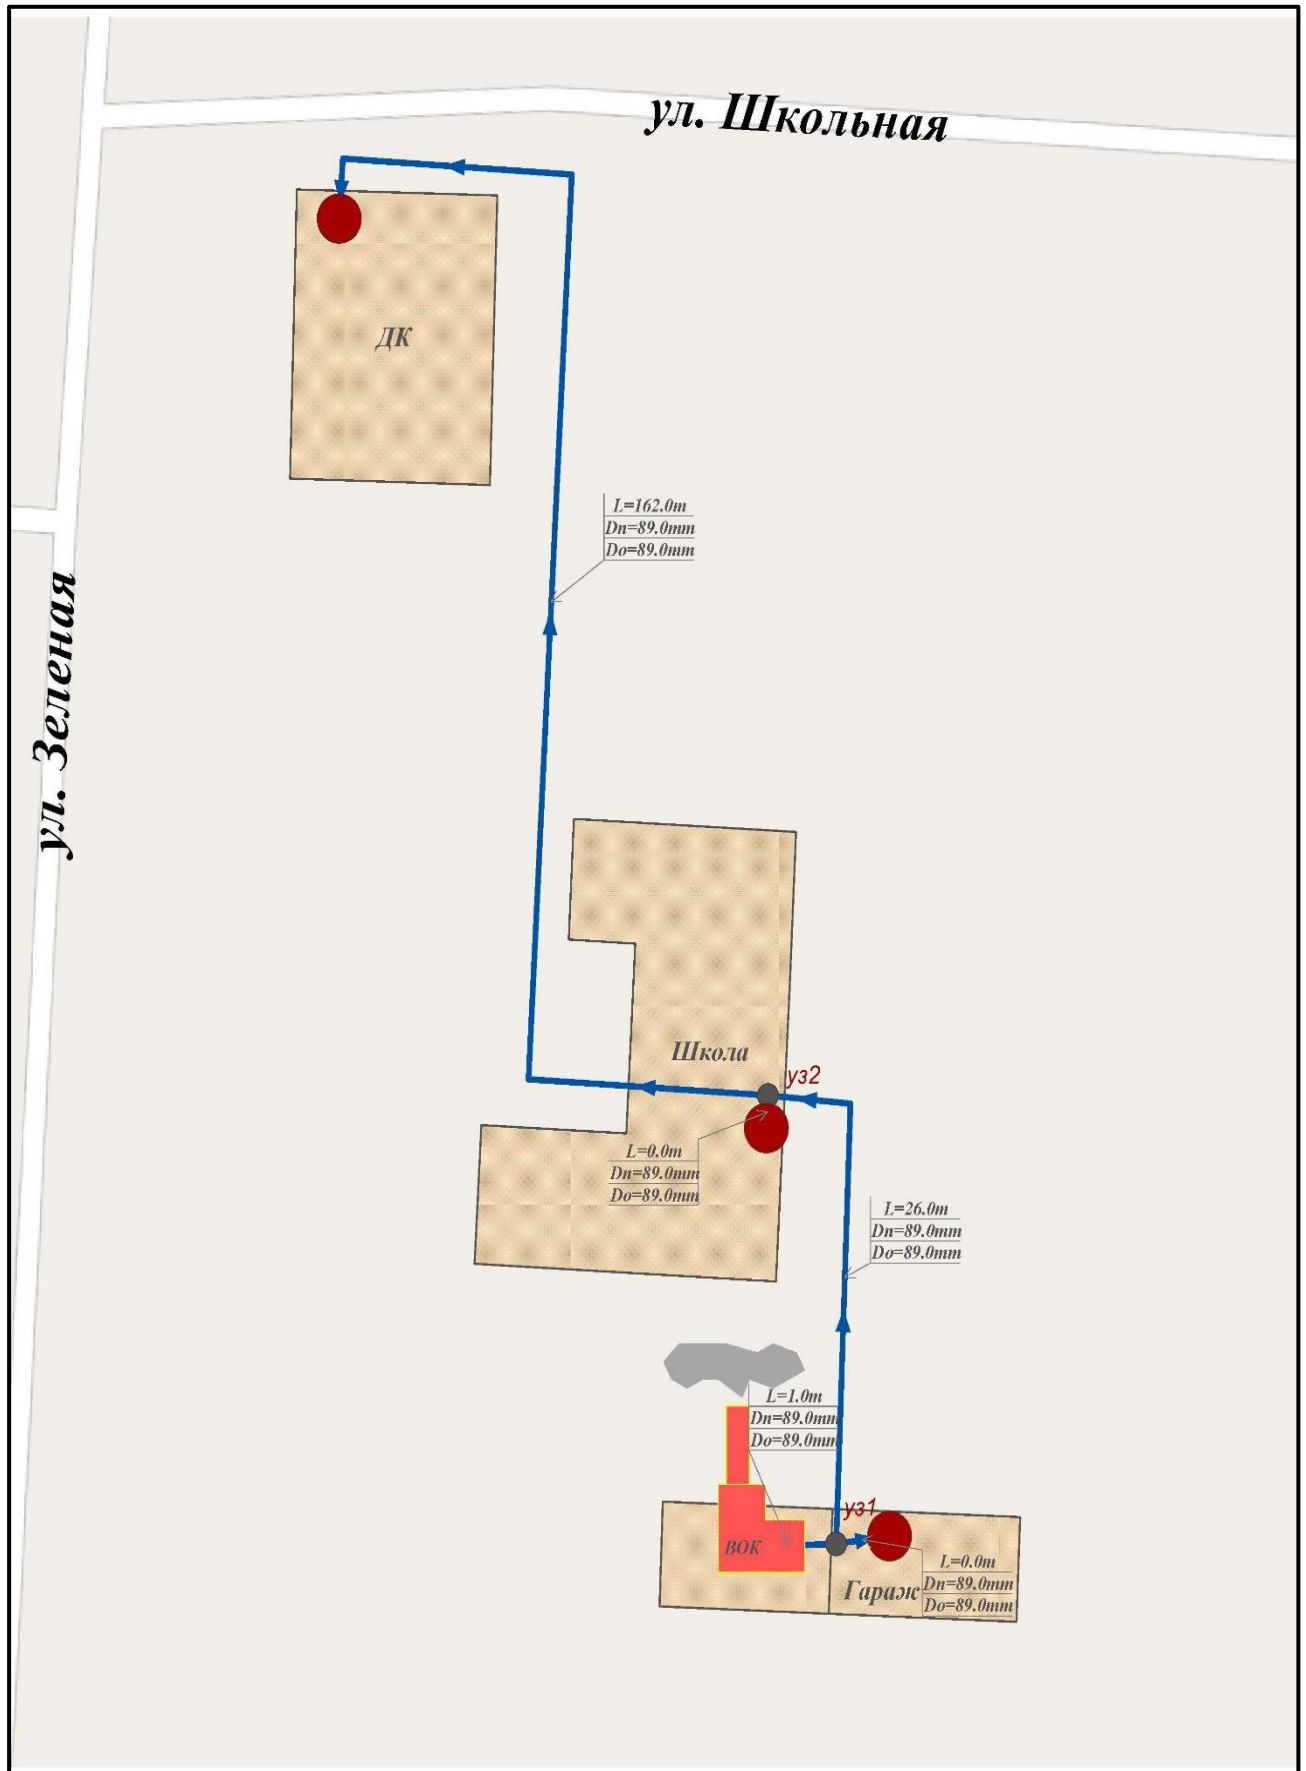 ул. Школьная
ДК
L=162.0m
Dn=89.0mm
Do=89.0mm
ул. Зеленая
Школа
уз2
L=0.0m
Dn=89.0mm
Do=89.0mm
L=26.0m
Dn=89.0mm
Do=89.0mm
L=1.0m
Dn=89.0mm
Do=89.0mm
уз1
ВОК
L=0.0m
Dn=89.0mm
Do=89.0mm
Гараж